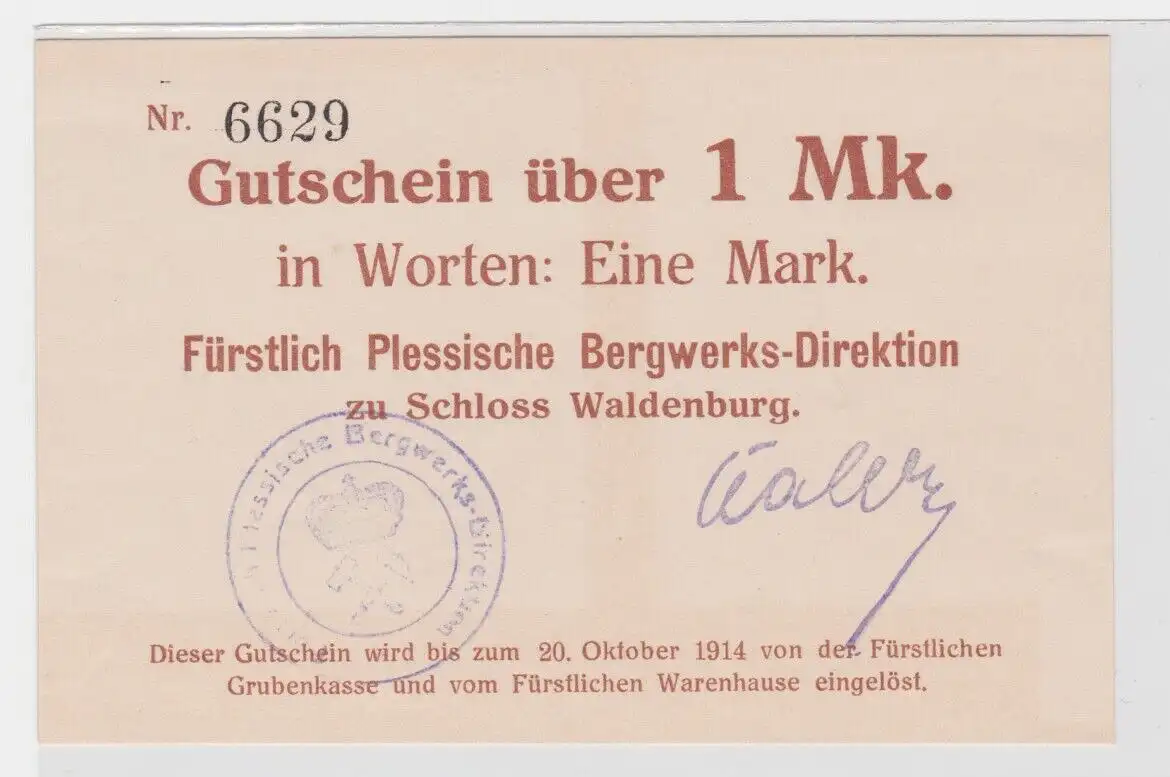 Nr. 6629
Gutschein über 1 Mk.
in Worten: Eine Mark.
Fürstlich Plessische Bergwerks-Direktion
zu Schloss Waldenburg.
Plessische Bergwerks-Direktion
Dieser Gutschein wird bis zum 20. Oktober 1914 von der Fürstlichen
Grubenkasse und vom Fürstlichen Warenhause eingelöst.